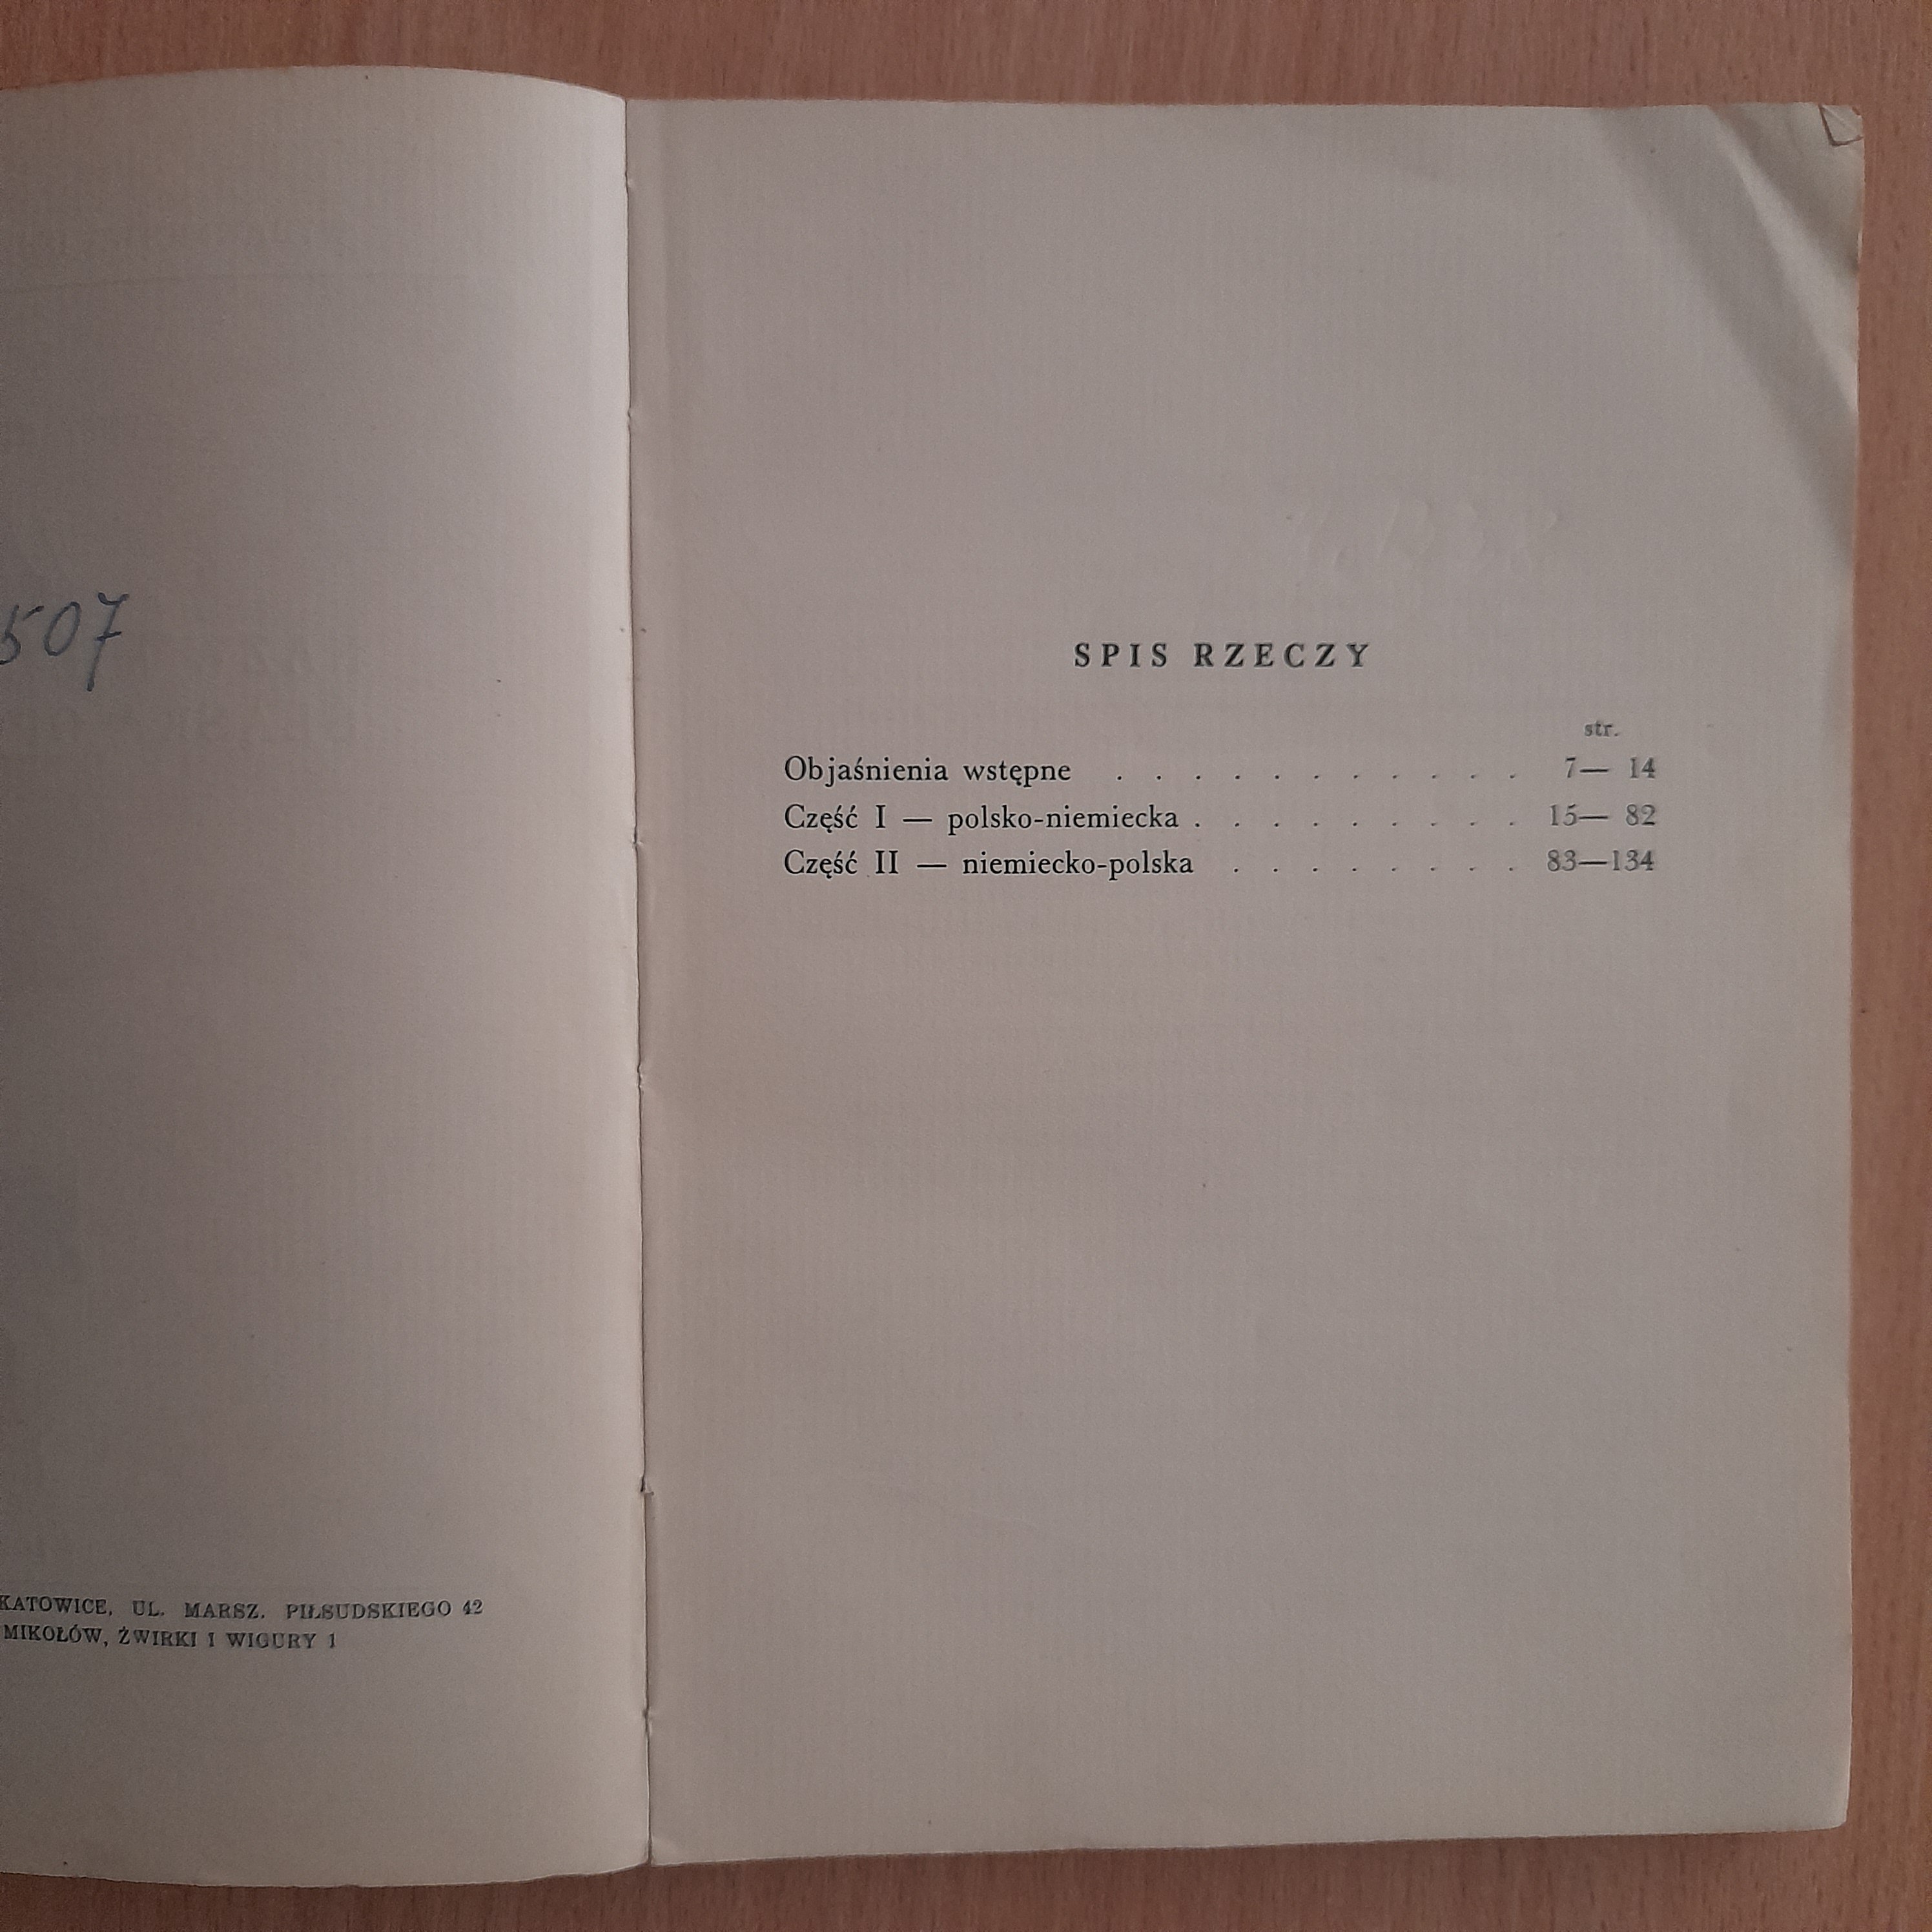 507
KATOWICE, UL. MARSZ. PIŁSUDSKIEGO 42
MIKOŁÓW, ŻWIRKI I WIGURY 1
SPIS RZECZY
str.
Objaśnienia wstępne . . . . . . . . . . . 7— 14
Część I — polsko-niemiecka . . . . . . . . . 15— 82
Część II — niemiecko-polska . . . . . . . . 83—134